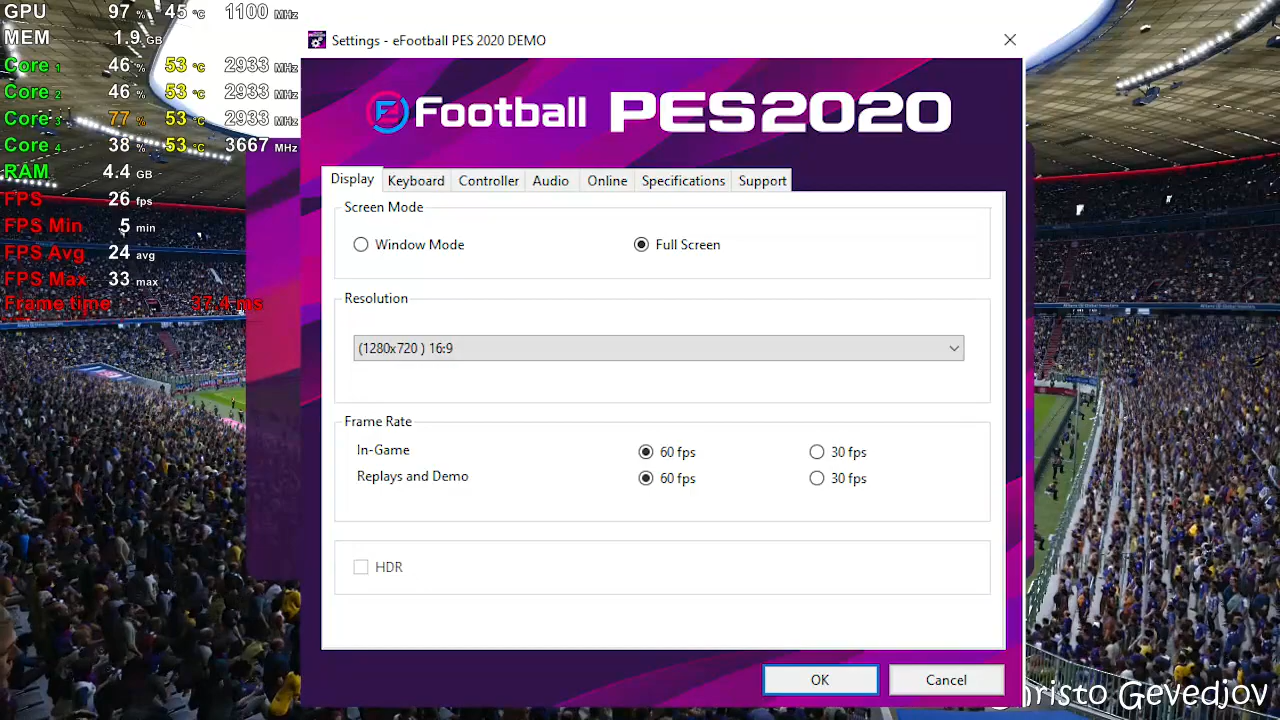 GPU 97 % 45 °C 1100 MHz
MEM 1.9 GB
Core 1 46 % 53 °C 2933 MHz
Core 2 46 % 53 °C 2933 MHz
Core 3 77 % 53 °C 2933 MHz
Core 4 38 % 53 °C 3667 MHz
RAM 4.4 GB
FPS 26 fps
FPS Min 5 min
FPS Avg 24 avg
FPS Max 33 max
Frame time 37.4 ms
Settings - eFootball PES 2020 DEMO
eFootball PES2020
Display Keyboard Controller Audio Online Specifications Support
Screen Mode
Window Mode Full Screen
Resolution
(1280x720 ) 16:9
Frame Rate
In-Game 60 fps 30 fps
Replays and Demo 60 fps 30 fps
HDR
OK Cancel
Gevedjov